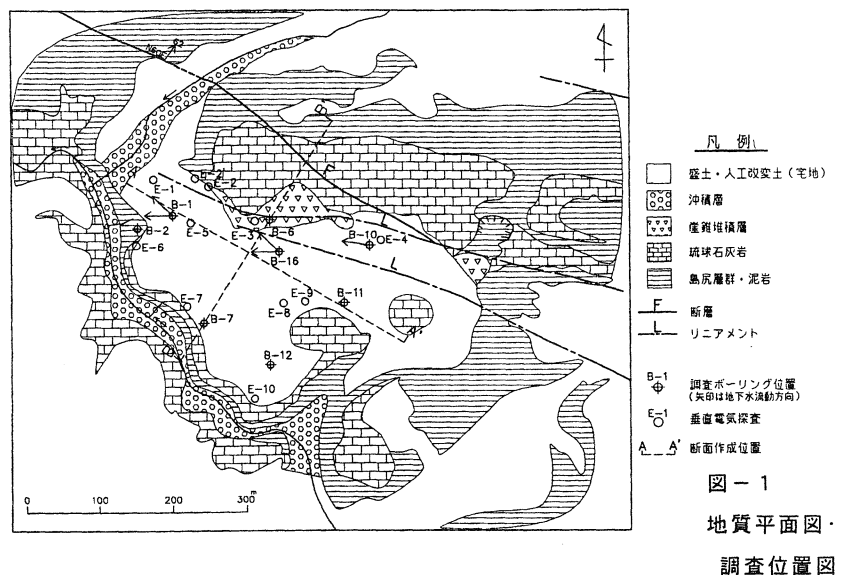 B'
F
E-2'
E-2
A
E-1
B-1
B-2
E-5
E-6
E-3
B-6
B-16
B-10
E-4
L
L
E-7
B-7
E-8
E-9
B-11
A'
B-12
E-10
0 100 200 300m
凡 例
盛土・人工改変土（宅地）
沖積層
崖錐堆積層
琉球石灰岩
島尻層群・泥岩
F 断層
L リニアメント
B-1
調査ボーリング位置
（矢印は地下水流動方向）
E-1
垂直電気探査
A A' 断面作成位置
図－1
地質平面図・
調査位置図